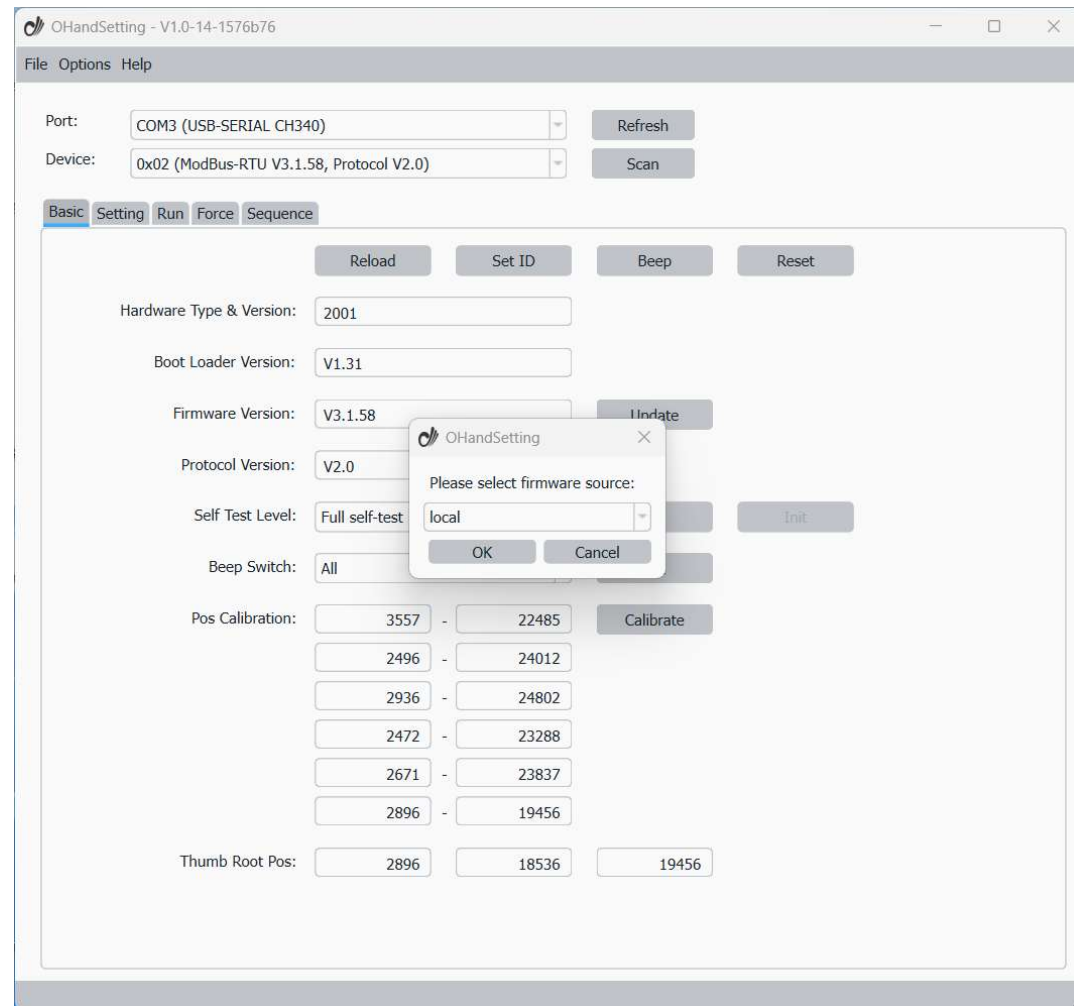 OHandSetting - V1.0-14-1576b76
File Options Help
Port: COM3 (USB-SERIAL CH340) Refresh
Device: 0x02 (ModBus-RTU V3.1.58, Protocol V2.0) Scan
Basic Setting Run Force Sequence
Reload Set ID Beep Reset
Hardware Type & Version: 2001
Boot Loader Version: V1.31
Firmware Version: V3.1.58 Update
OHandSetting
Protocol Version: V2.0
Please select firmware source:
Self Test Level: Full self-test local Init
OK Cancel
Beep Switch: All
Pos Calibration: 3557 - 22485 Calibrate
2496 - 24012
2936 - 24802
2472 - 23288
2671 - 23837
2896 - 19456
Thumb Root Pos: 2896 18536 19456